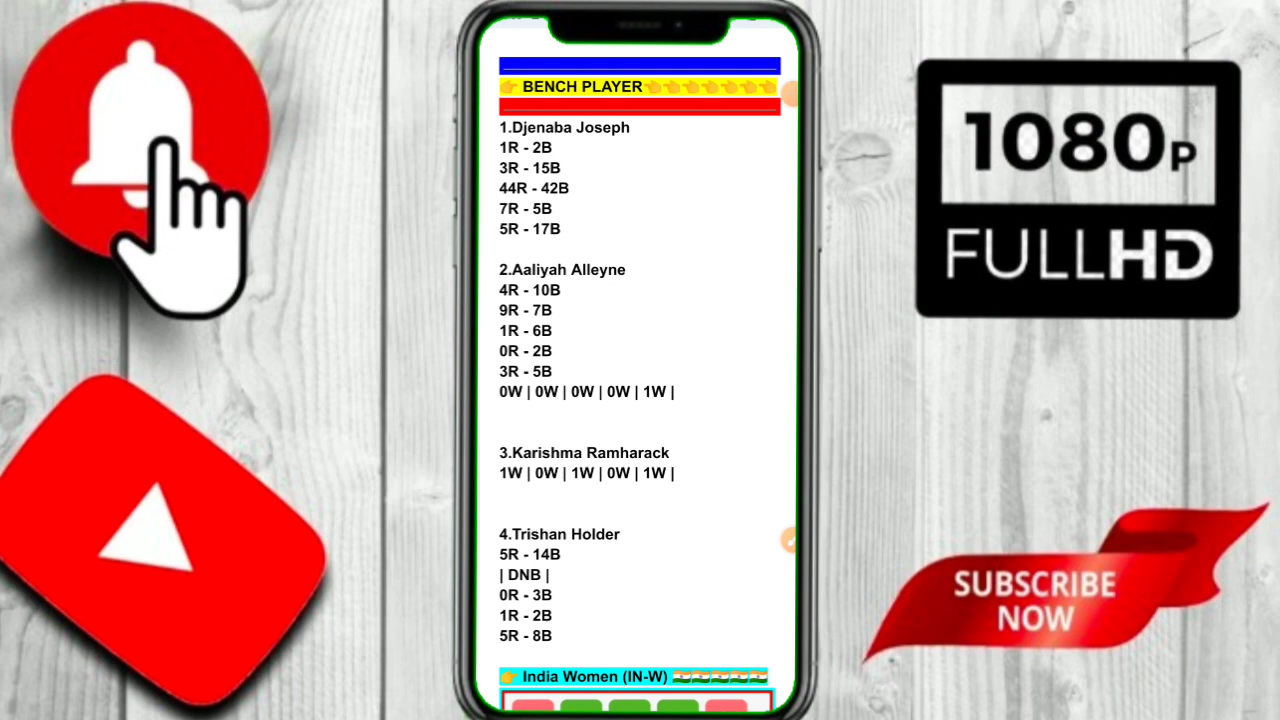 👉 BENCH PLAYER👈👈👈👈👈👈👈
1.Djenaba Joseph
1R - 2B
3R - 15B
44R - 42B
7R - 5B
5R - 17B
2.Aaliyah Alleyne
4R - 10B
9R - 7B
1R - 6B
0R - 2B
3R - 5B
0W | 0W | 0W | 0W | 1W |
3.Karishma Ramharack
1W | 0W | 1W | 0W | 1W |
4.Trishan Holder
5R - 14B
| DNB |
0R - 3B
1R - 2B
5R - 8B
👉 India Women (IN-W) 🇮🇳🇮🇳🇮🇳🇮🇳🇮🇳
1080P
FULLHD
SUBSCRIBE
NOW